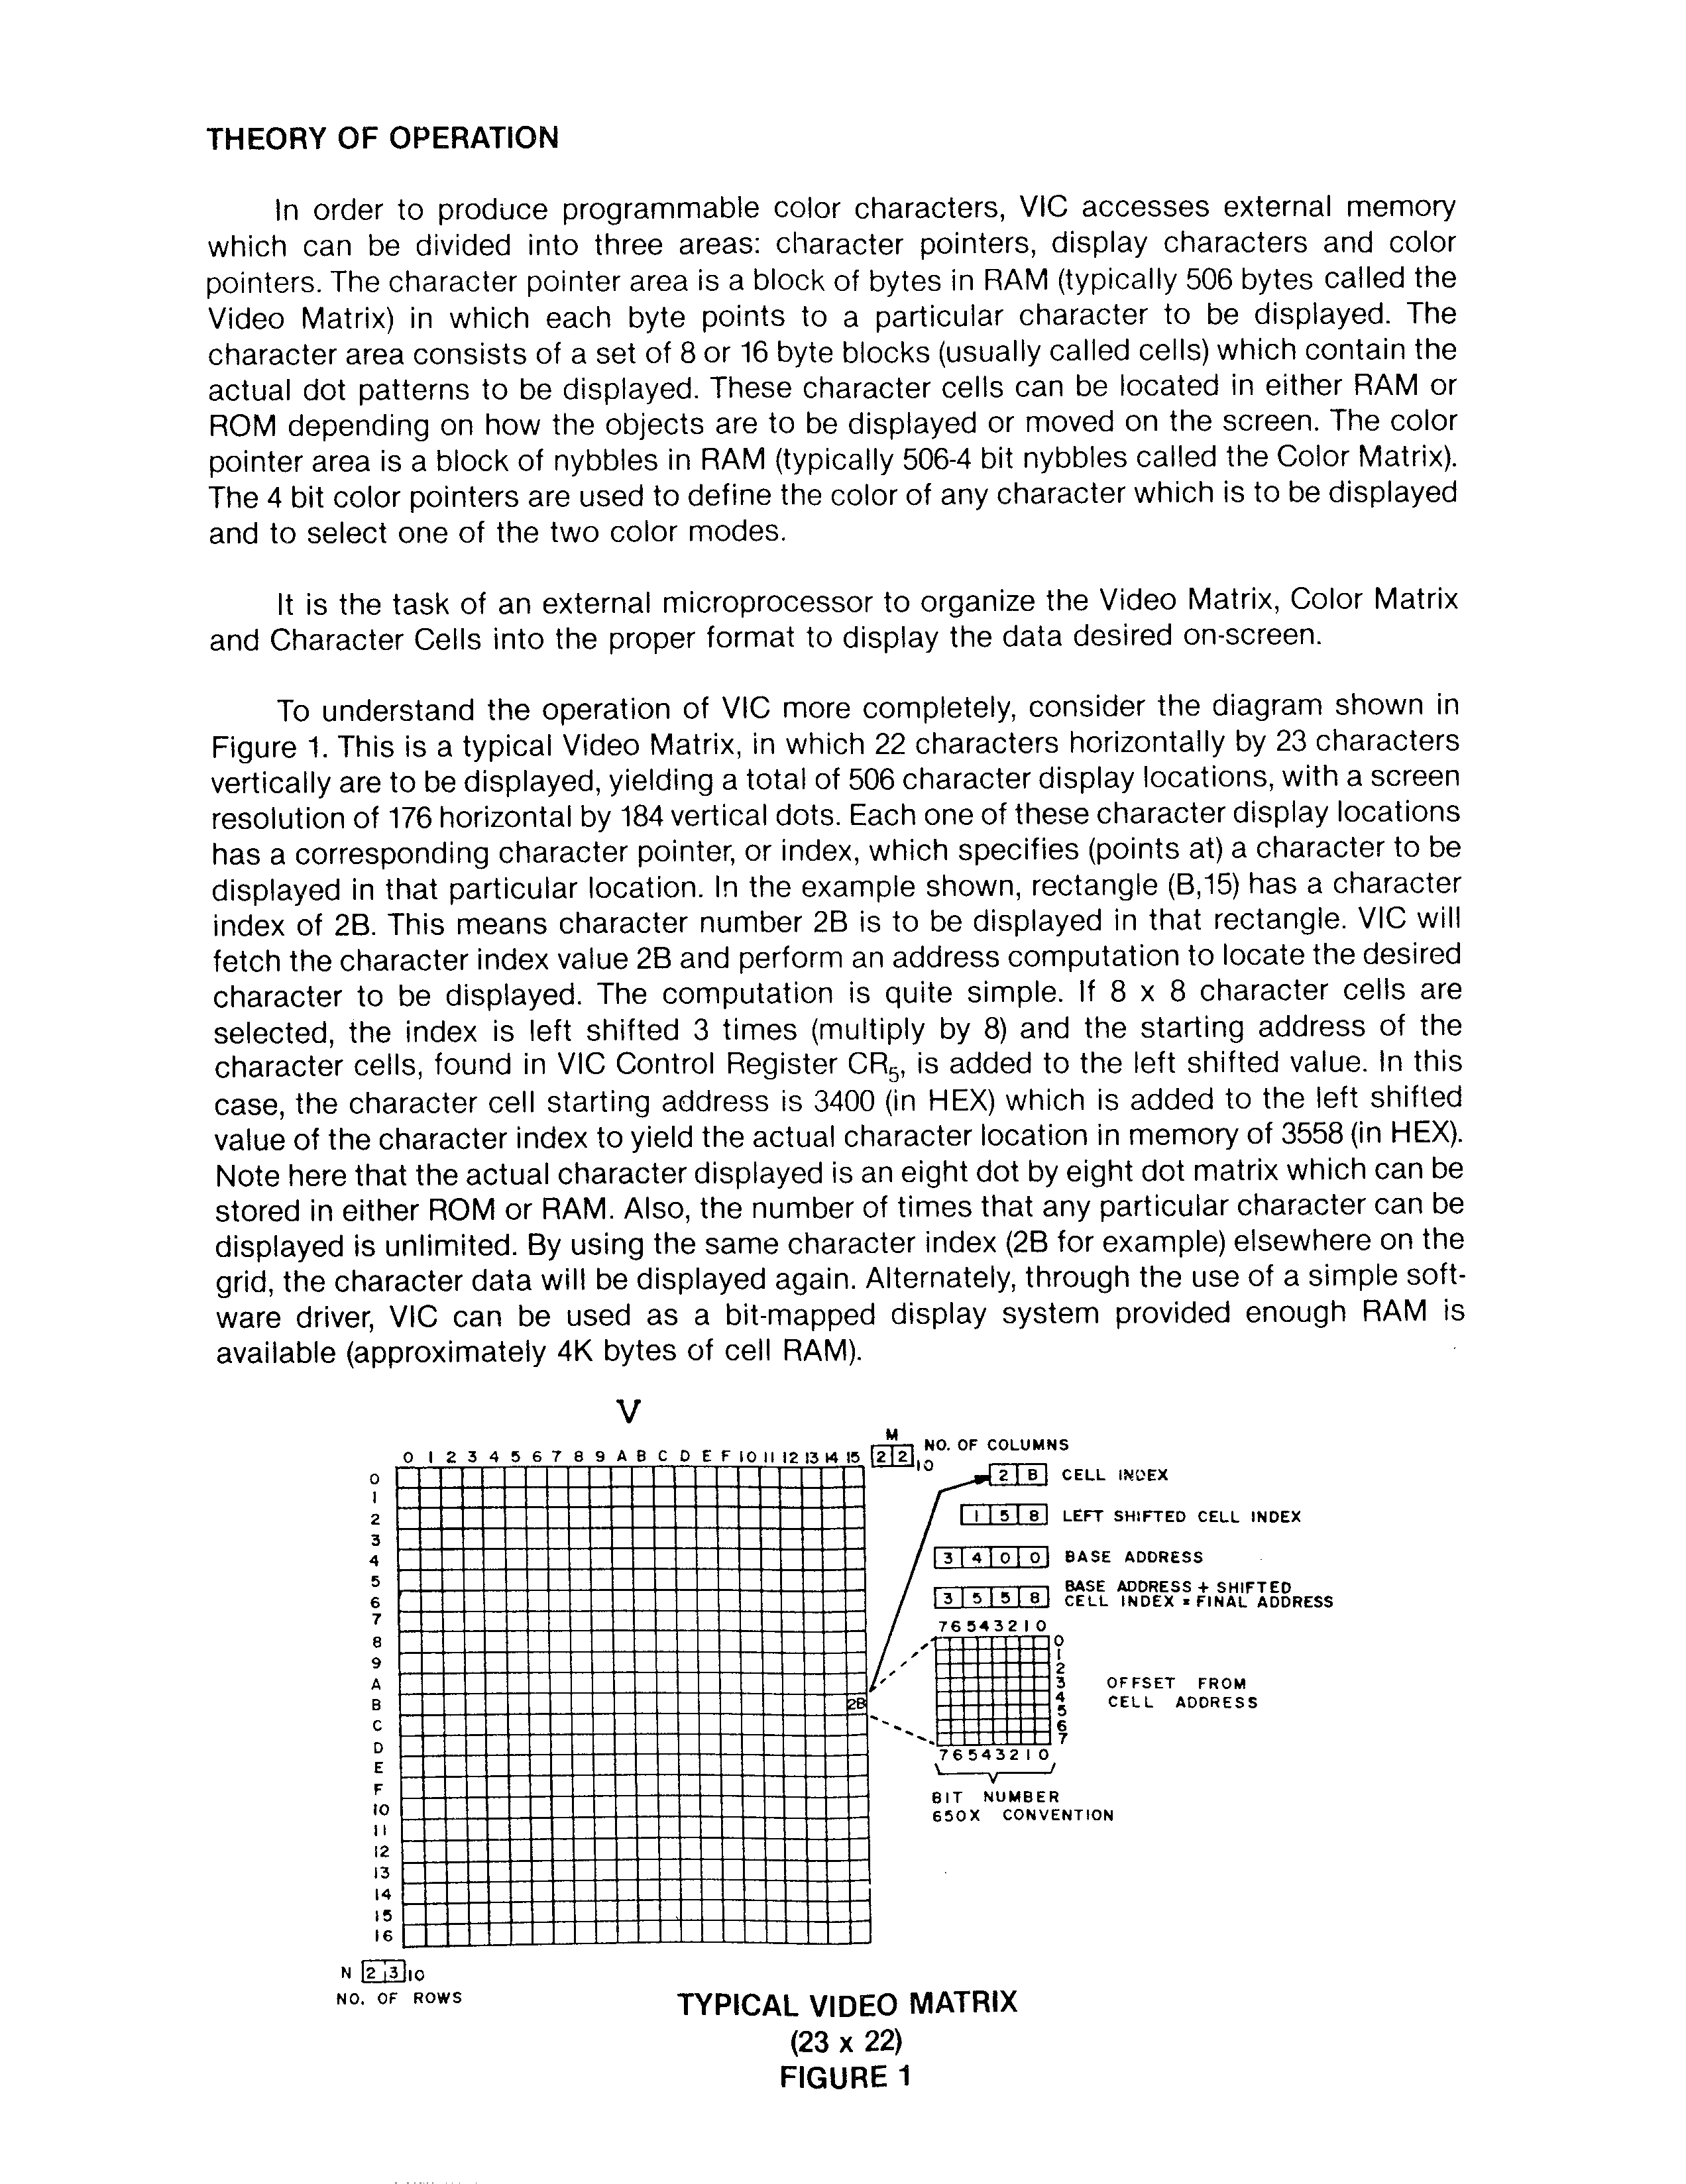 THEORY OF OPERATION
In order to produce programmable color characters, VIC accesses external memory
which can be divided into three areas: character pointers, display characters and color
pointers. The character pointer area is a block of bytes in RAM (typically 506 bytes called the
Video Matrix) in which each byte points to a particular character to be displayed. The
character area consists of a set of 8 or 16 byte blocks (usually called cells) which contain the
actual dot patterns to be displayed. These character cells can be located in either RAM or
ROM depending on how the objects are to be displayed or moved on the screen. The color
pointer area is a block of nybbles in RAM (typically 506-4 bit nybbles called the Color Matrix).
The 4 bit color pointers are used to define the color of any character which is to be displayed
and to select one of the two color modes.
It is the task of an external microprocessor to organize the Video Matrix, Color Matrix
and Character Cells into the proper format to display the data desired on-screen.
To understand the operation of VIC more completely, consider the diagram shown in
Figure 1. This is a typical Video Matrix, in which 22 characters horizontally by 23 characters
vertically are to be displayed, yielding a total of 506 character display locations, with a screen
resolution of 176 horizontal by 184 vertical dots. Each one of these character display locations
has a corresponding character pointer, or index, which specifies (points at) a character to be
displayed in that particular location. In the example shown, rectangle (B,15) has a character
index of 2B. This means character number 2B is to be displayed in that rectangle. VIC will
fetch the character index value 2B and perform an address computation to locate the desired
character to be displayed. The computation is quite simple. If 8 x 8 character cells are
selected, the index is left shifted 3 times (multiply by 8) and the starting address of the
character cells, found in VIC Control Register CR5, is added to the left shifted value. In this
case, the character cell starting address is 3400 (in HEX) which is added to the left shifted
value of the character index to yield the actual character location in memory of 3558 (in HEX).
Note here that the actual character displayed is an eight dot by eight dot matrix which can be
stored in either ROM or RAM. Also, the number of times that any particular character can be
displayed is unlimited. By using the same character index (2B for example) elsewhere on the
grid, the character data will be displayed again. Alternately, through the use of a simple soft-
ware driver, VIC can be used as a bit-mapped display system provided enough RAM is
available (approximately 4K bytes of cell RAM).
V
0 1 2 3 4 5 6 7 8 9 A B C D E F 10 11 12 13 14 15
M
22 10 NO. OF COLUMNS
2 B CELL INDEX
1 5 8 LEFT SHIFTED CELL INDEX
3 4 0 0 BASE ADDRESS
3 5 5 8 BASE ADDRESS + SHIFTED
CELL INDEX = FINAL ADDRESS
7 6 5 4 3 2 1 0
0
1
2
3
4
5
6
7
OFFSET FROM
CELL ADDRESS
7 6 5 4 3 2 1 0
BIT NUMBER
650X CONVENTION
0
1
2
3
4
5
6
7
8
9
A
B
2B
C
D
E
F
10
11
12
13
14
15
16
N 23 10
NO. OF ROWS
TYPICAL VIDEO MATRIX
(23 x 22)
FIGURE 1